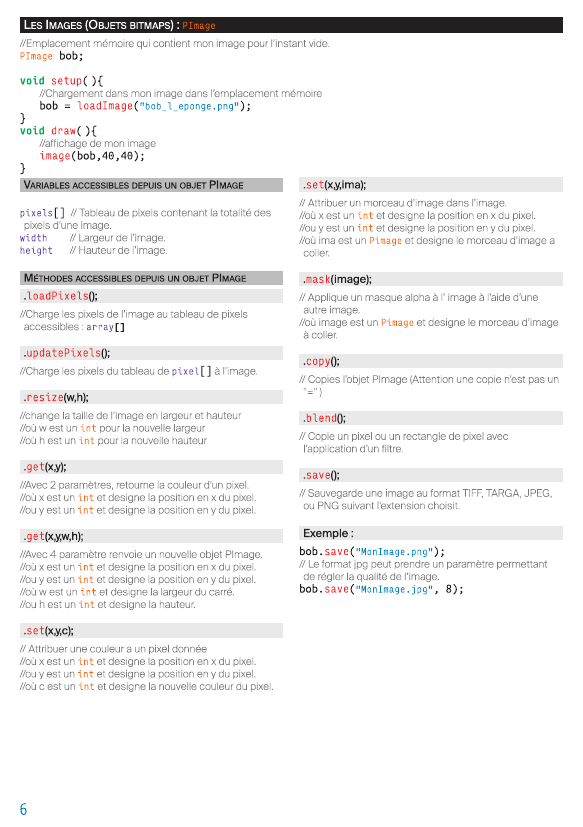 LES IMAGES (OBJETS BITMAPS) : PImage
//Emplacement mémoire qui contient mon image pour l'instant vide.
PImage bob;
void setup( ){
//Chargement dans mon image dans l'emplacement mémoire
bob = loadImage("bob_l_eponge.png");
}
void draw( ){
//affichage de mon image
image(bob,40,40);
}
VARIABLES ACCESSIBLES DEPUIS UN OBJET PIMAGE
pixels[] // Tableau de pixels contenant la totalité des
pixels d'une image.
width // Largeur de l'image.
height // Hauteur de l'image.
MÉTHODES ACCESSIBLES DEPUIS UN OBJET PIMAGE
.loadPixels();
//Charge les pixels de l'image au tableau de pixels
accessibles : array[]
.updatePixels();
//Charge les pixels du tableau de pixel[] à l'image.
.resize(w,h);
//change la taille de l'image en largeur et hauteur
//où w est un int pour la nouvelle largeur
//où h est un int pour la nouvelle hauteur
.get(x,y);
//Avec 2 paramètres, retourne la couleur d'un pixel.
//où x est un int et designe la position en x du pixel.
//ou y est un int et designe la position en y du pixel.
.get(x,y,w,h);
//Avec 4 paramètre renvoie un nouvelle objet PImage.
//où x est un int et designe la position en x du pixel.
//ou y est un int et designe la position en y du pixel.
//où w est un int et designe la largeur du carré.
//ou h est un int et designe la hauteur.
.set(x,y,c);
// Attribuer une couleur a un pixel donnée
//où x est un int et designe la position en x du pixel.
//ou y est un int et designe la position en y du pixel.
//où c est un int et designe la nouvelle couleur du pixel.
.set(x,y,ima);
// Attribuer un morceau d'image dans l'image.
//où x est un int et designe la position en x du pixel.
//ou y est un int et designe la position en y du pixel.
//où ima est un Pimage et designe le morceau d'image a
coller.
.mask(image);
// Applique un masque alpha à l' image à l'aide d'une
autre image.
//où image est un Pimage et designe le morceau d'image
à coller.
.copy();
// Copies l'objet PImage (Attention une copie n'est pas un
"=" )
.blend();
// Copie un pixel ou un rectangle de pixel avec
l'application d'un filtre.
.save();
// Sauvegarde une image au format TIFF, TARGA, JPEG,
ou PNG suivant l'extension choisit.
Exemple :
bob.save("MonImage.png");
// Le format jpg peut prendre un paramètre permettant
de régler la qualité de l'image.
bob.save("MonImage.jpg", 8);
6